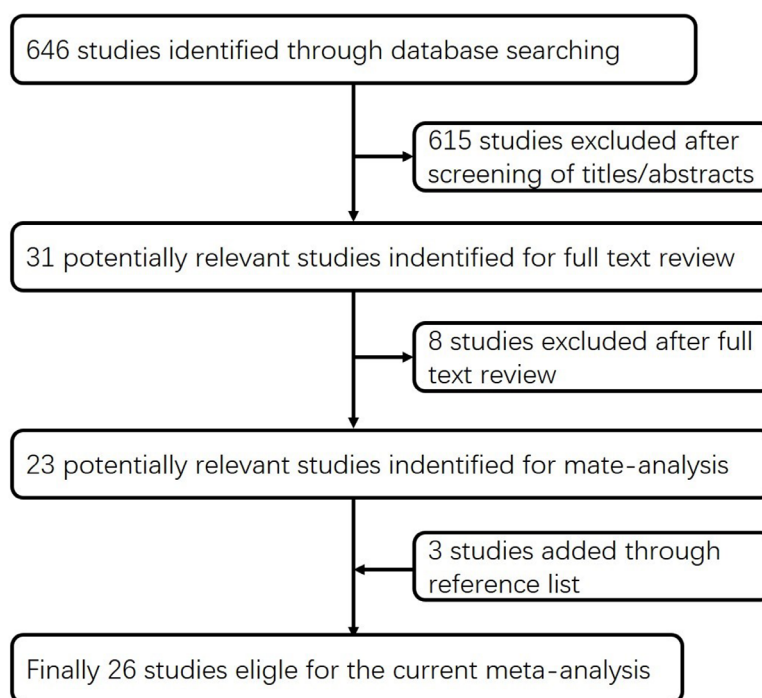 646 studies identified through database searching
615 studies excluded after
screening of titles/abstracts
31 potentially relevant studies indentified for full text review
8 studies excluded after full
text review
23 potentially relevant studies indentified for mate-analysis
3 studies added through
reference list
Finally 26 studies eligle for the current meta-analysis